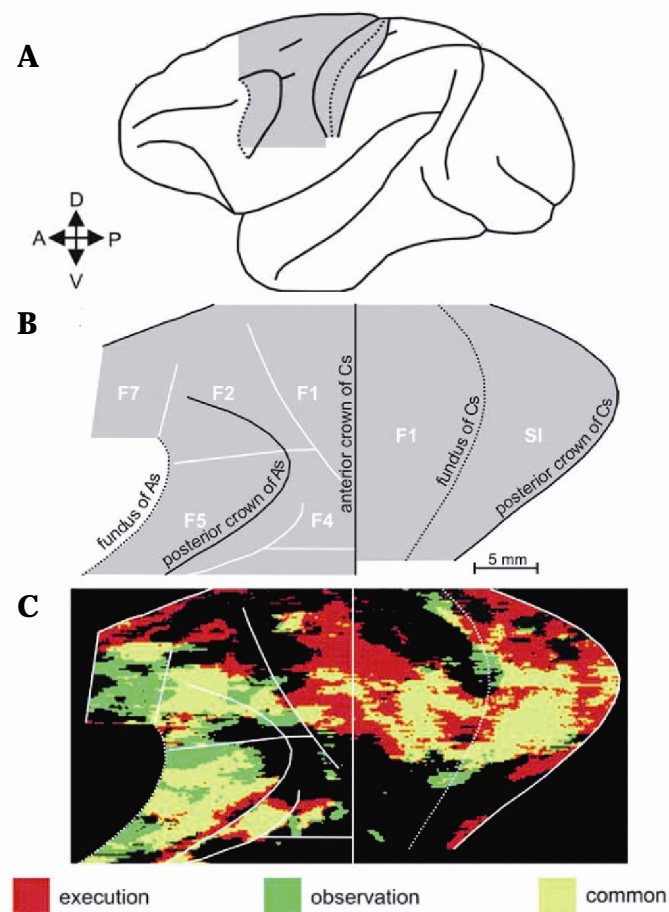 A
D
A P
V
B
F7 F2 F1
F1
SI
F5 F4
fundus of As
posterior crown of As
anterior crown of Cs
fundus of Cs
posterior crown of Cs
5 mm
C
execution observation common